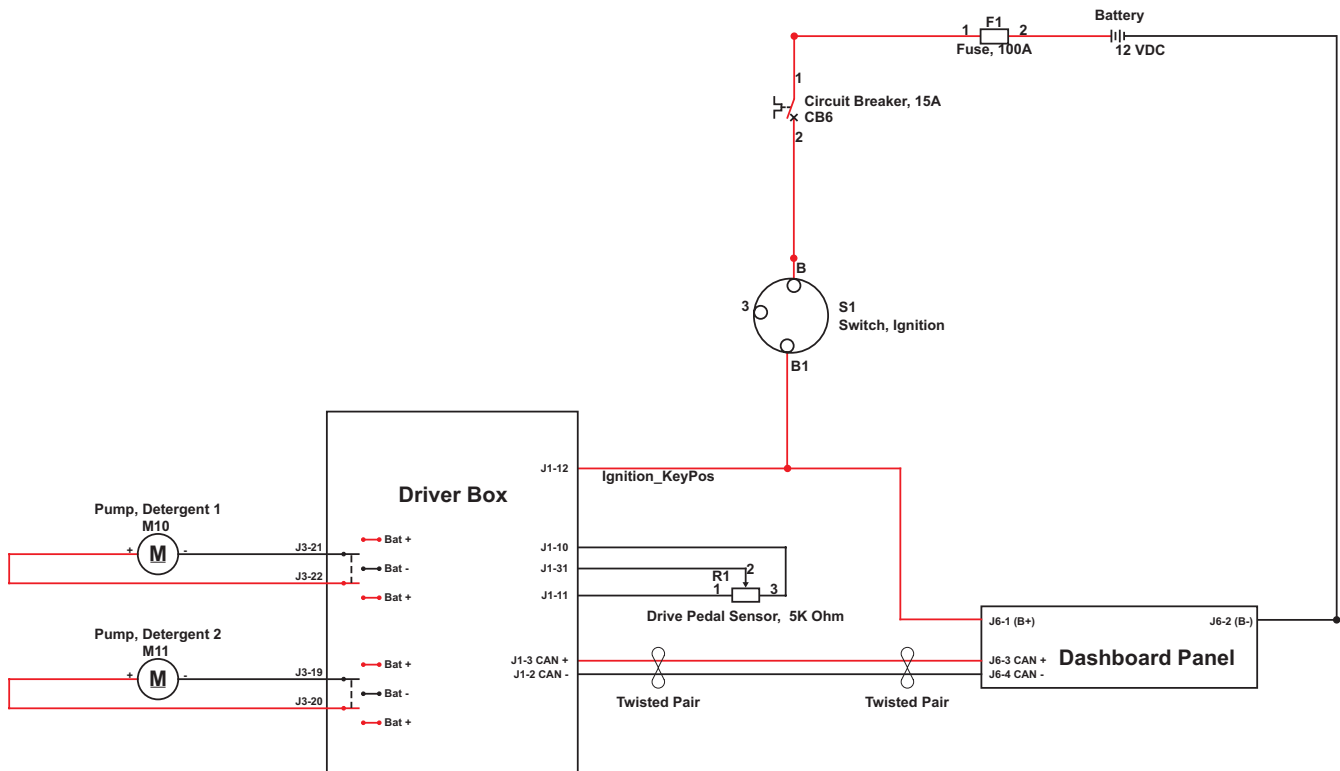 Battery
1 F1 2
Fuse, 100A
12 VDC
1
Circuit Breaker, 15A
CB6
2
B
3
S1
Switch, Ignition
B1
J1-12
Ignition_KeyPos
Driver Box
Pump, Detergent 1
M10
+ M -
J3-21
J3-22
Bat +
Bat -
Bat +
J1-10
J1-31
J1-11
R1
1 2 3
Drive Pedal Sensor, 5K Ohm
J6-1 (B+)
J6-2 (B-)
Dashboard Panel
J6-3 CAN +
J6-4 CAN -
Pump, Detergent 2
M11
+ M -
J3-19
J3-20
Bat +
Bat -
Bat +
J1-3 CAN +
J1-2 CAN -
Twisted Pair
Twisted Pair